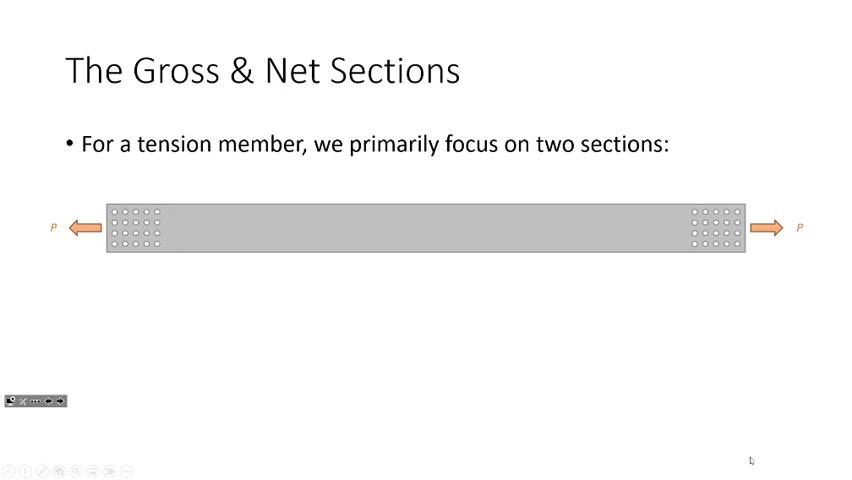 The Gross & Net Sections
• For a tension member, we primarily focus on two sections:
P
P